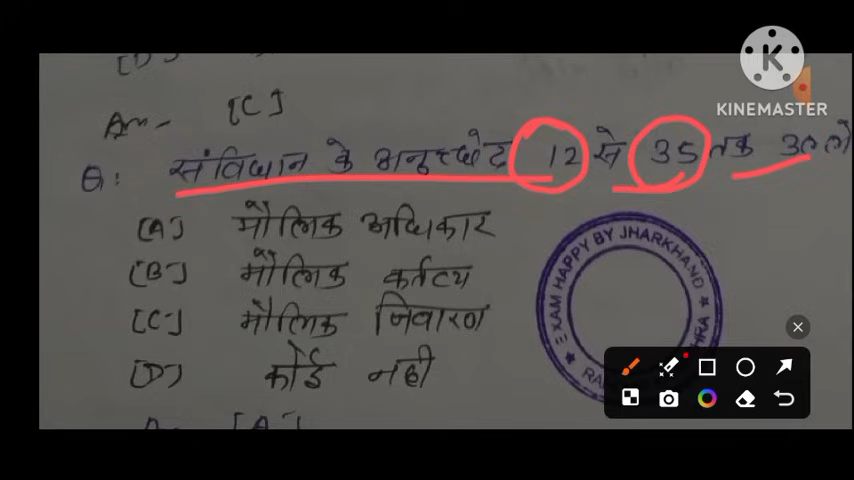 [D]
KINEMASTER
Ans- [C]
Q: संविधान के अनुच्छेद 12 से 35 तक
[A] मौलिक अधिकार
[B] मौलिक कर्तव्य
[C] मौलिक निवारण
[D] कोई नही
EXAM HAPPY BY JHARKHAND
[A]